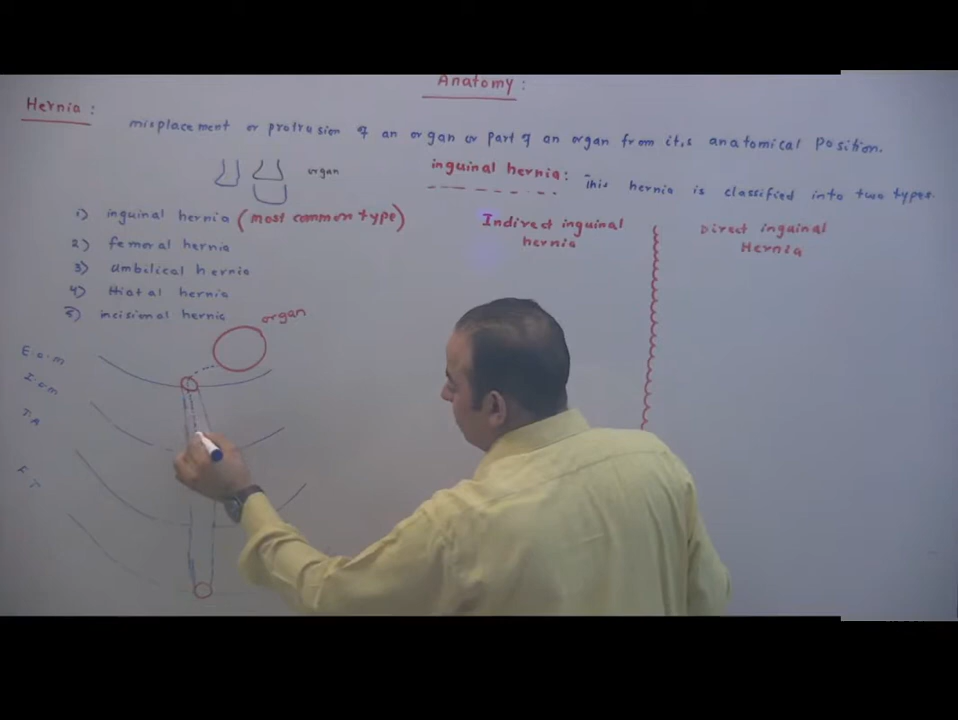 Anatomy :
Hernia :
misplacement or protrusion of an organ or part of an organ from it,s anatomical position.
organ
inguinal hernia : This hernia is classified into two types.
1) inguinal hernia (most common type)
2) femoral hernia
3) umbilical hernia
4) Hiatal hernia
5) incisional hernia
Indirect inguinal
hernia
Direct inguinal
Hernia
organ
E.o.m
I.o.m